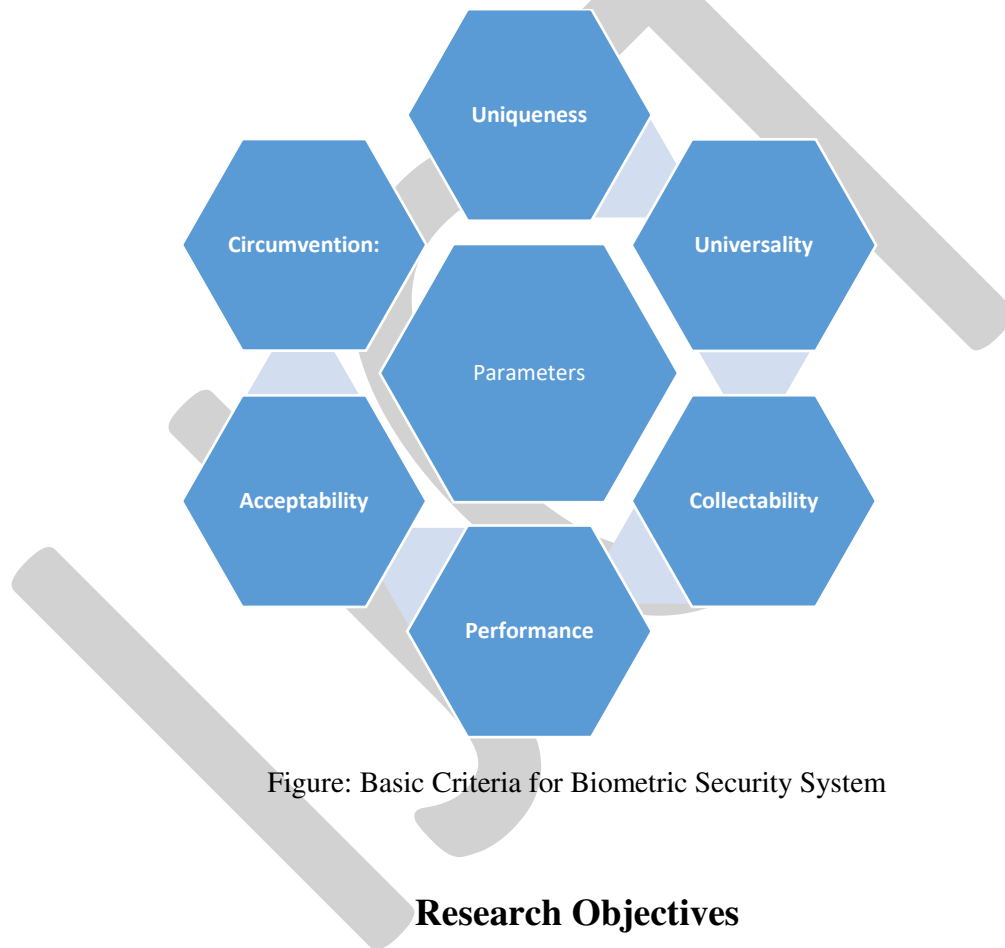 Uniqueness
Circumvention:
Universality
Parameters
Acceptability
Collectability
Performance
Figure: Basic Criteria for Biometric Security System
Research Objectives